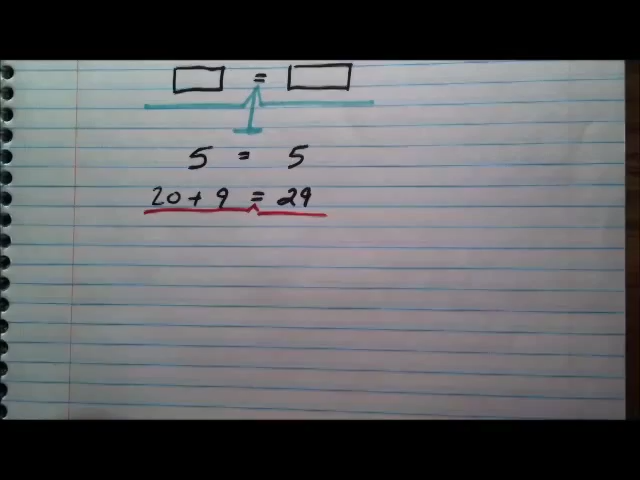 =
5 = 5
20 + 9 = 29